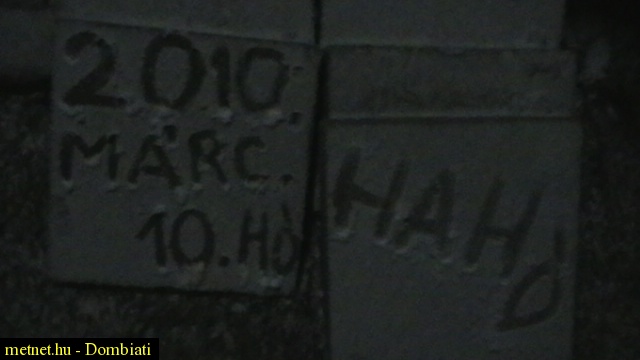 2010.
MÁRC.
10. Hó
HAHÓ
metnet.hu - Dombiati